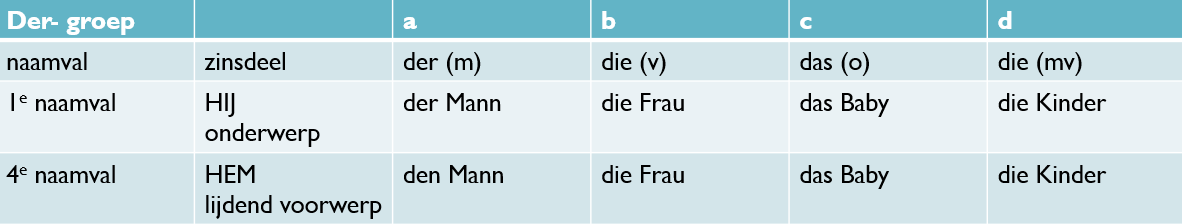 Der- groep a b c d
naamval zinsdeel der (m) die (v) das (o) die (mv)
1e naamval HIJ der Mann die Frau das Baby die Kinder
onderwerp
4e naamval HEM den Mann die Frau das Baby die Kinder
lijdend voorwerp